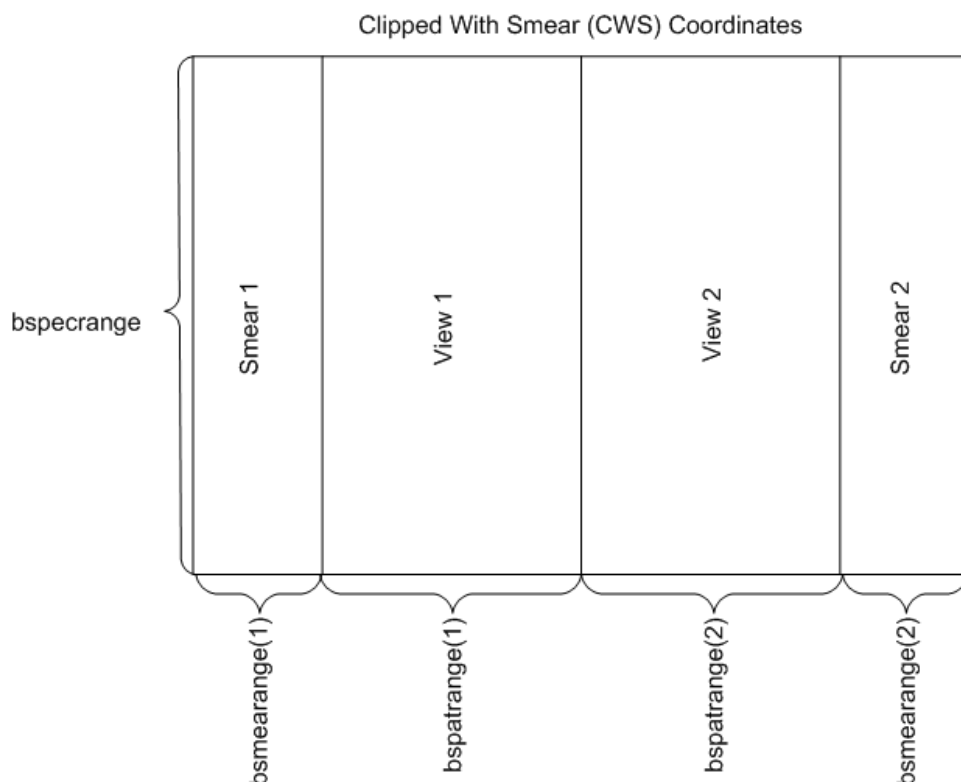 Clipped With Smear (CWS) Coordinates
bspecrange
Smear 1
View 1
View 2
Smear 2
bsmearange(1)
bspatrange(1)
bspatrange(2)
bsmearange(2)